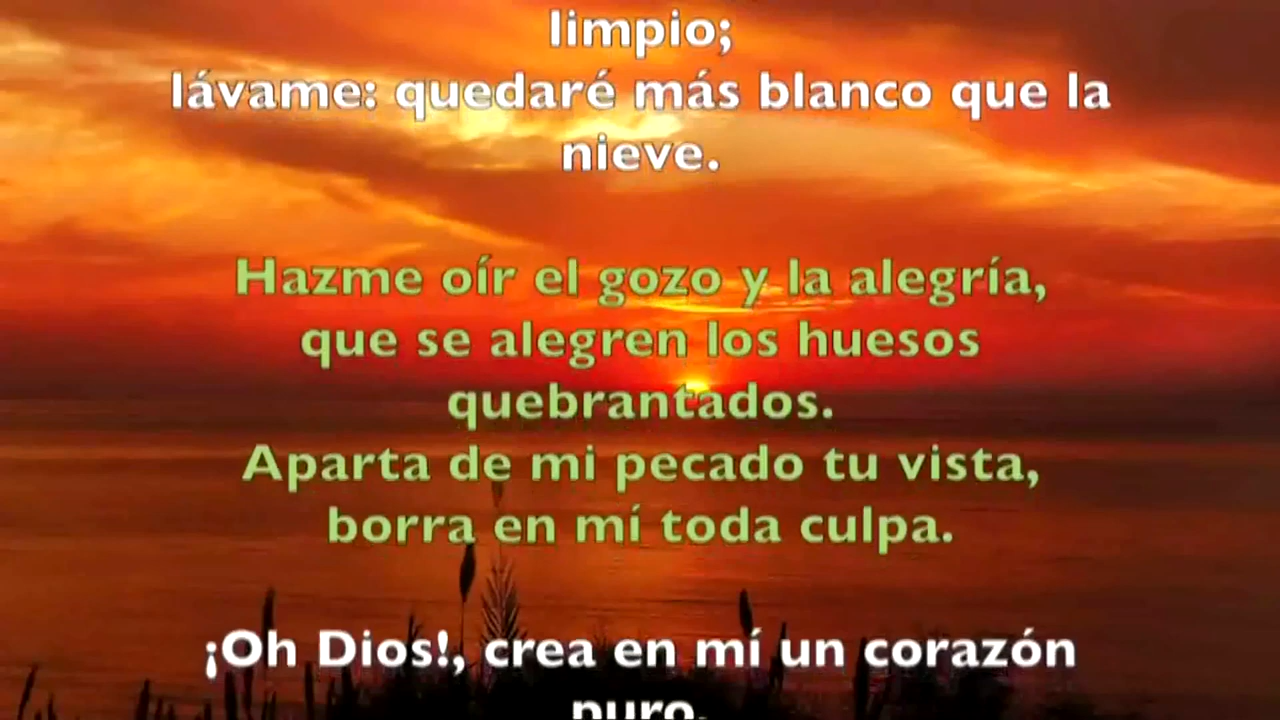 limpio;
lávame: quedaré más blanco que la
nieve.
Hazme oír el gozo y la alegría,
que se alegren los huesos
quebrantados.
Aparta de mi pecado tu vista,
borra en mí toda culpa.
¡Oh Dios!, crea en mí un corazón
puro,